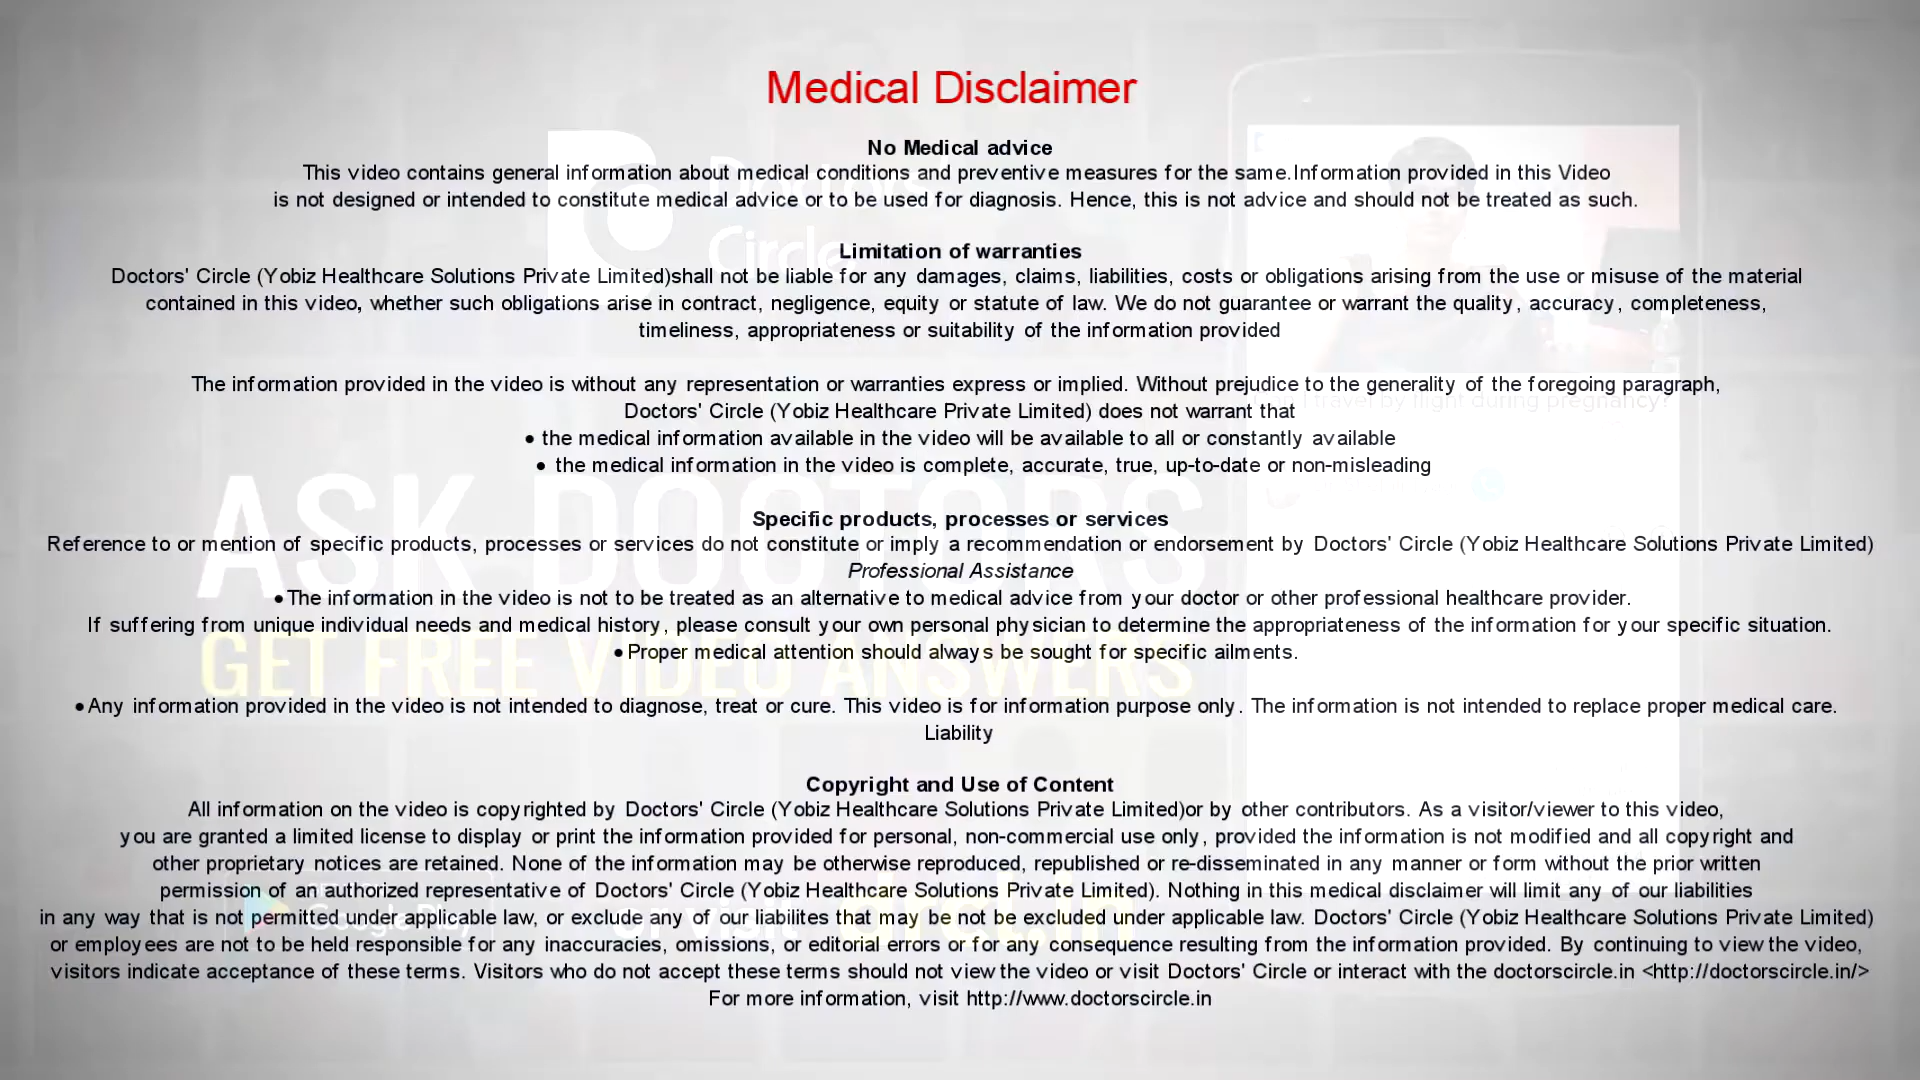 Medical Disclaimer
No Medical advice
This video contains general information about medical conditions and preventive measures for the same.Information provided in this Video
is not designed or intended to constitute medical advice or to be used for diagnosis. Hence, this is not advice and should not be treated as such.
Doctors'
Circle
Limitation of warranties
Doctors' Circle (Yobiz Healthcare Solutions Private Limited)shall not be liable for any damages, claims, liabilities, costs or obligations arising from the use or misuse of the material
contained in this video, whether such obligations arise in contract, negligence, equity or statute of law. We do not guarantee or warrant the quality, accuracy, completeness,
timeliness, appropriateness or suitability of the information provided
The information provided in the video is without any representation or warranties express or implied. Without prejudice to the generality of the foregoing paragraph,
Can I travel by flight during pregnancy?
Doctors' Circle (Yobiz Healthcare Private Limited) does not warrant that
• the medical information available in the video will be available to all or constantly available
• the medical information in the video is complete, accurate, true, up-to-date or non-misleading
ASK DOCTORS
Specific products, processes or services
Reference to or mention of specific products, processes or services do not constitute or imply a recommendation or endorsement by Doctors' Circle (Yobiz Healthcare Solutions Private Limited)
Professional Assistance
•The information in the video is not to be treated as an alternative to medical advice from your doctor or other professional healthcare provider.
If suffering from unique individual needs and medical history, please consult your own personal physician to determine the appropriateness of the information for your specific situation.
•Proper medical attention should always be sought for specific ailments.
GET FREE VIDEO ANSWERS
•Any information provided in the video is not intended to diagnose, treat or cure. This video is for information purpose only. The information is not intended to replace proper medical care.
Liability
Copyright and Use of Content
All information on the video is copyrighted by Doctors' Circle (Yobiz Healthcare Solutions Private Limited)or by other contributors. As a visitor/viewer to this video,
you are granted a limited license to display or print the information provided for personal, non-commercial use only, provided the information is not modified and all copyright and
other proprietary notices are retained. None of the information may be otherwise reproduced, republished or re-disseminated in any manner or form without the prior written
permission of an authorized representative of Doctors' Circle (Yobiz Healthcare Solutions Private Limited). Nothing in this medical disclaimer will limit any of our liabilities
in any way that is not permitted under applicable law, or exclude any of our liabilites that may be not be excluded under applicable law. Doctors' Circle (Yobiz Healthcare Solutions Private Limited)
Google Play
or visit drct.in
or employees are not to be held responsible for any inaccuracies, omissions, or editorial errors or for any consequence resulting from the information provided. By continuing to view the video,
visitors indicate acceptance of these terms. Visitors who do not accept these terms should not view the video or visit Doctors' Circle or interact with the doctorscircle.in <http://doctorscircle.in/>
For more information, visit http://www.doctorscircle.in